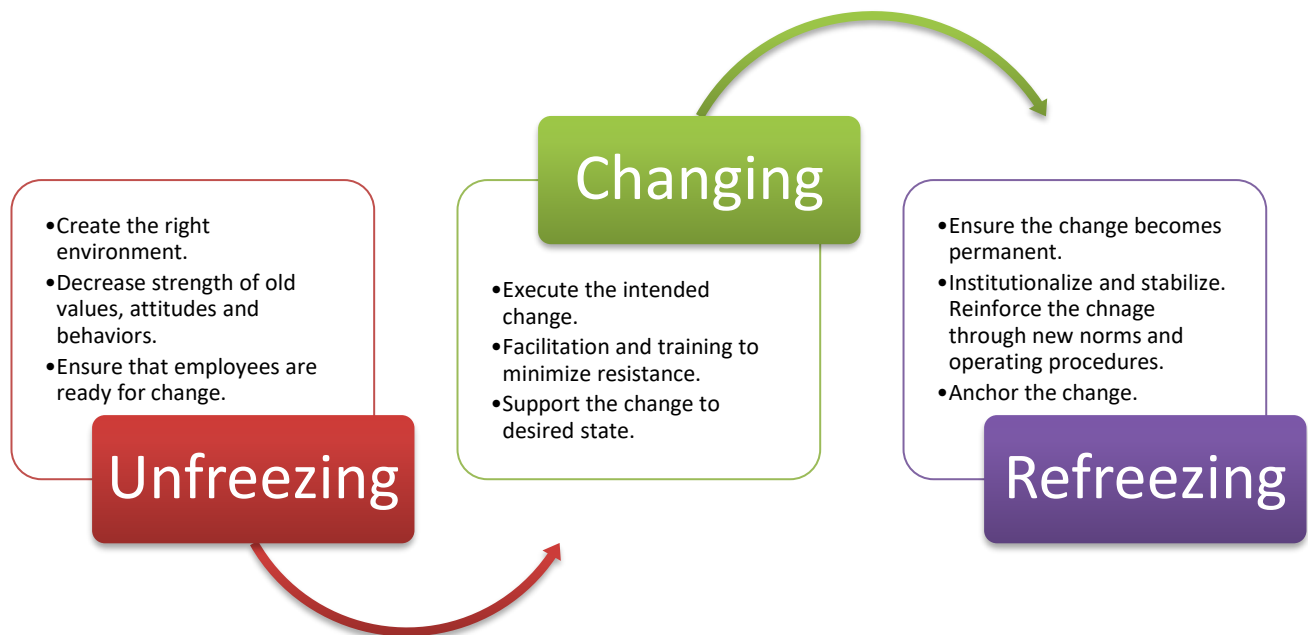 •Create the right
environment.
•Decrease strength of old
values, attitudes and
behaviors.
•Ensure that employees are
ready for change.
Unfreezing
Changing
•Execute the intended
change.
•Facilitation and training to
minimize resistance.
•Support the change to
desired state.
•Ensure the change becomes
permanent.
•Institutionalize and stabilize.
Reinforce the chnage
through new norms and
operating procedures.
•Anchor the change.
Refreezing